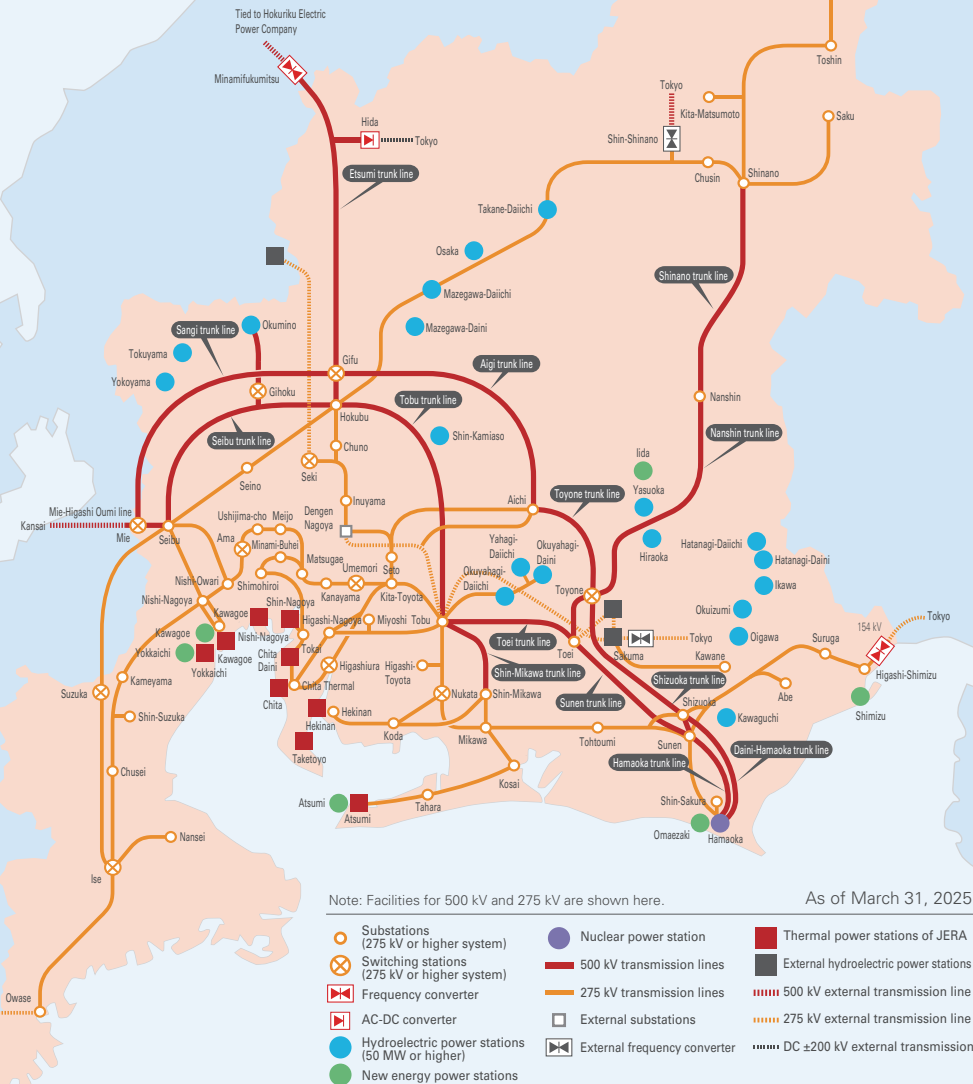 Tied to Hokuriku Electric
Power Company
Minamifukumitsu
Hida
Tokyo
Etsumi trunk line
Toshin
Tokyo
Kita-Matsumoto
Saku
Shin-Shinano
Chusin
Shinano
Takane-Daiichi
Osaka
Shinano trunk line
Mazegawa-Daiichi
Okumino
Sangi trunk line
Mazegawa-Daini
Tokuyama
Gifu
Aigi trunk line
Yokoyama
Gihoku
Tobu trunk line
Nanshin
Hokubu
Seibu trunk line
Shin-Kamiaso
Nanshin trunk line
Chuno
Iida
Seki
Seino
Yasuoka
Toyone trunk line
Inuyama
Aichi
Mie-Higashi Oumi line
Dengen
Nagoya
Kansai
Mie
Seibu
Ushijima-cho
Meijo
Ama
Minami-Buhei
Yahagi-
Daiichi
Okuyahagi-
Daini
Hiraoka
Hatanagi-Daiichi
Hatanagi-Daini
Matsugae
Umemori
Seto
Okuyahagi-
Daiichi
Ikawa
Nishi-Owari
Shimohiroi
Kanayama
Kita-Toyota
Toyone
Nishi-Nagoya
Shin-Nagoya
Okuizumi
Kawagoe
Higashi-Nagoya
Miyoshi
Tobu
154 kV
Tokyo
Kawagoe
Nishi-Nagoya
Tokai
Toei trunk line
Toei
Sakuma
Tokyo
Oigawa
Suruga
Yokkaichi
Kawagoe
Yokkaichi
Chita
Daini
Higashiura
Higashi-
Toyota
Shin-Mikawa trunk line
Kawane
Higashi-Shimizu
Kameyama
Chita Thermal
Shizuoka trunk line
Suzuka
Chita
Nukata
Shin-Mikawa
Sunen trunk line
Shizuoka
Abe
Shimizu
Shin-Suzuka
Hekinan
Hekinan
Koda
Mikawa
Tohtoumi
Sunen
Kawaguchi
Daini-Hamaoka trunk line
Taketoyo
Hamaoka trunk line
Chusei
Kosai
Atsumi
Atsumi
Tahara
Shin-Sakura
Omaezaki
Hamaoka
Nansei
Ise
Owase
Note: Facilities for 500 kV and 275 kV are shown here.
As of March 31, 2025
Substations
(275 kV or higher system)
Switching stations
(275 kV or higher system)
Frequency converter
AC-DC converter
Hydroelectric power stations
(50 MW or higher)
New energy power stations
Nuclear power station
500 kV transmission lines
275 kV transmission lines
External substations
External frequency converter
Thermal power stations of JERA
External hydroelectric power stations
500 kV external transmission line
275 kV external transmission line
DC ±200 kV external transmission